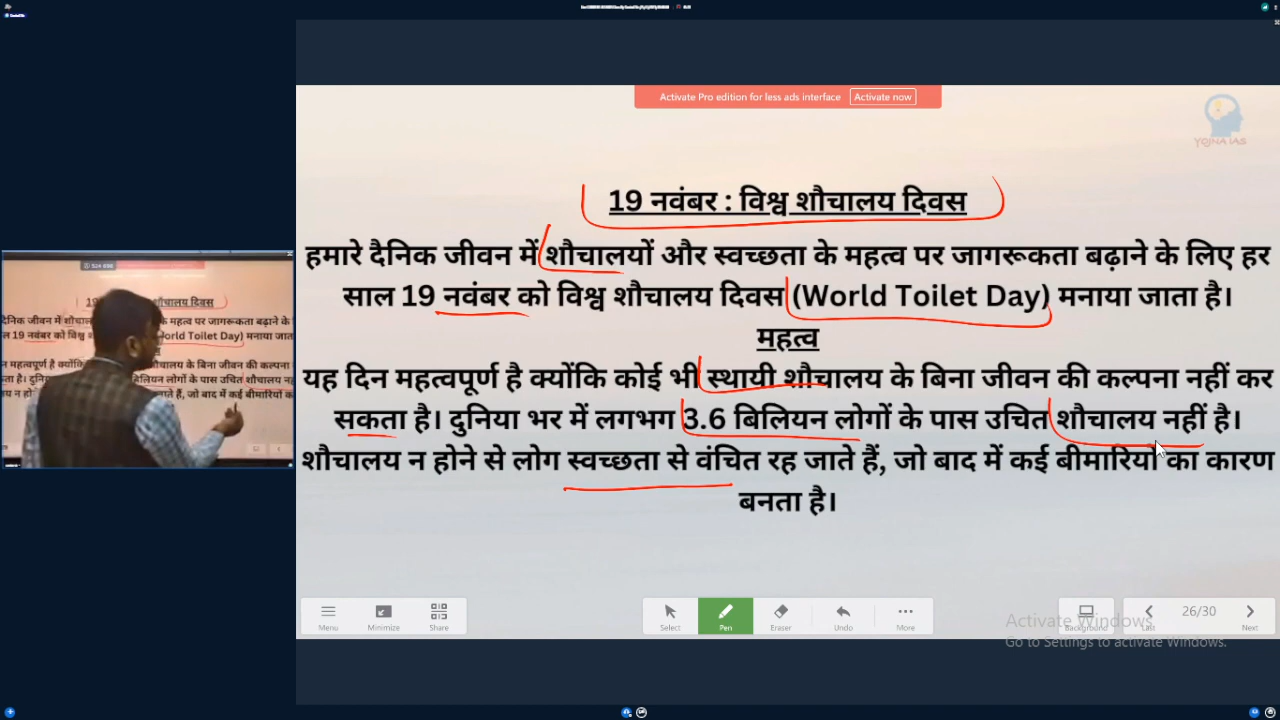 Activate Pro edition for less ads interface Activate now
YOJNA IAS
19 नवंबर : विश्व शौचालय दिवस
हमारे दैनिक जीवन में शौचालयों और स्वच्छता के महत्व पर जागरूकता बढ़ाने के लिए हर
साल 19 नवंबर को विश्व शौचालय दिवस (World Toilet Day) मनाया जाता है।
महत्व
यह दिन महत्वपूर्ण है क्योंकि कोई भी स्थायी शौचालय के बिना जीवन की कल्पना नहीं कर
सकता है। दुनिया भर में लगभग 3.6 बिलियन लोगों के पास उचित शौचालय नहीं है।
शौचालय न होने से लोग स्वच्छता से वंचित रह जाते हैं, जो बाद में कई बीमारियों का कारण
बनता है।
Menu Minimize Share Select Pen Eraser Undo More Background Last 26/30 Next
Activate Windows
Go to Settings to activate Windows.